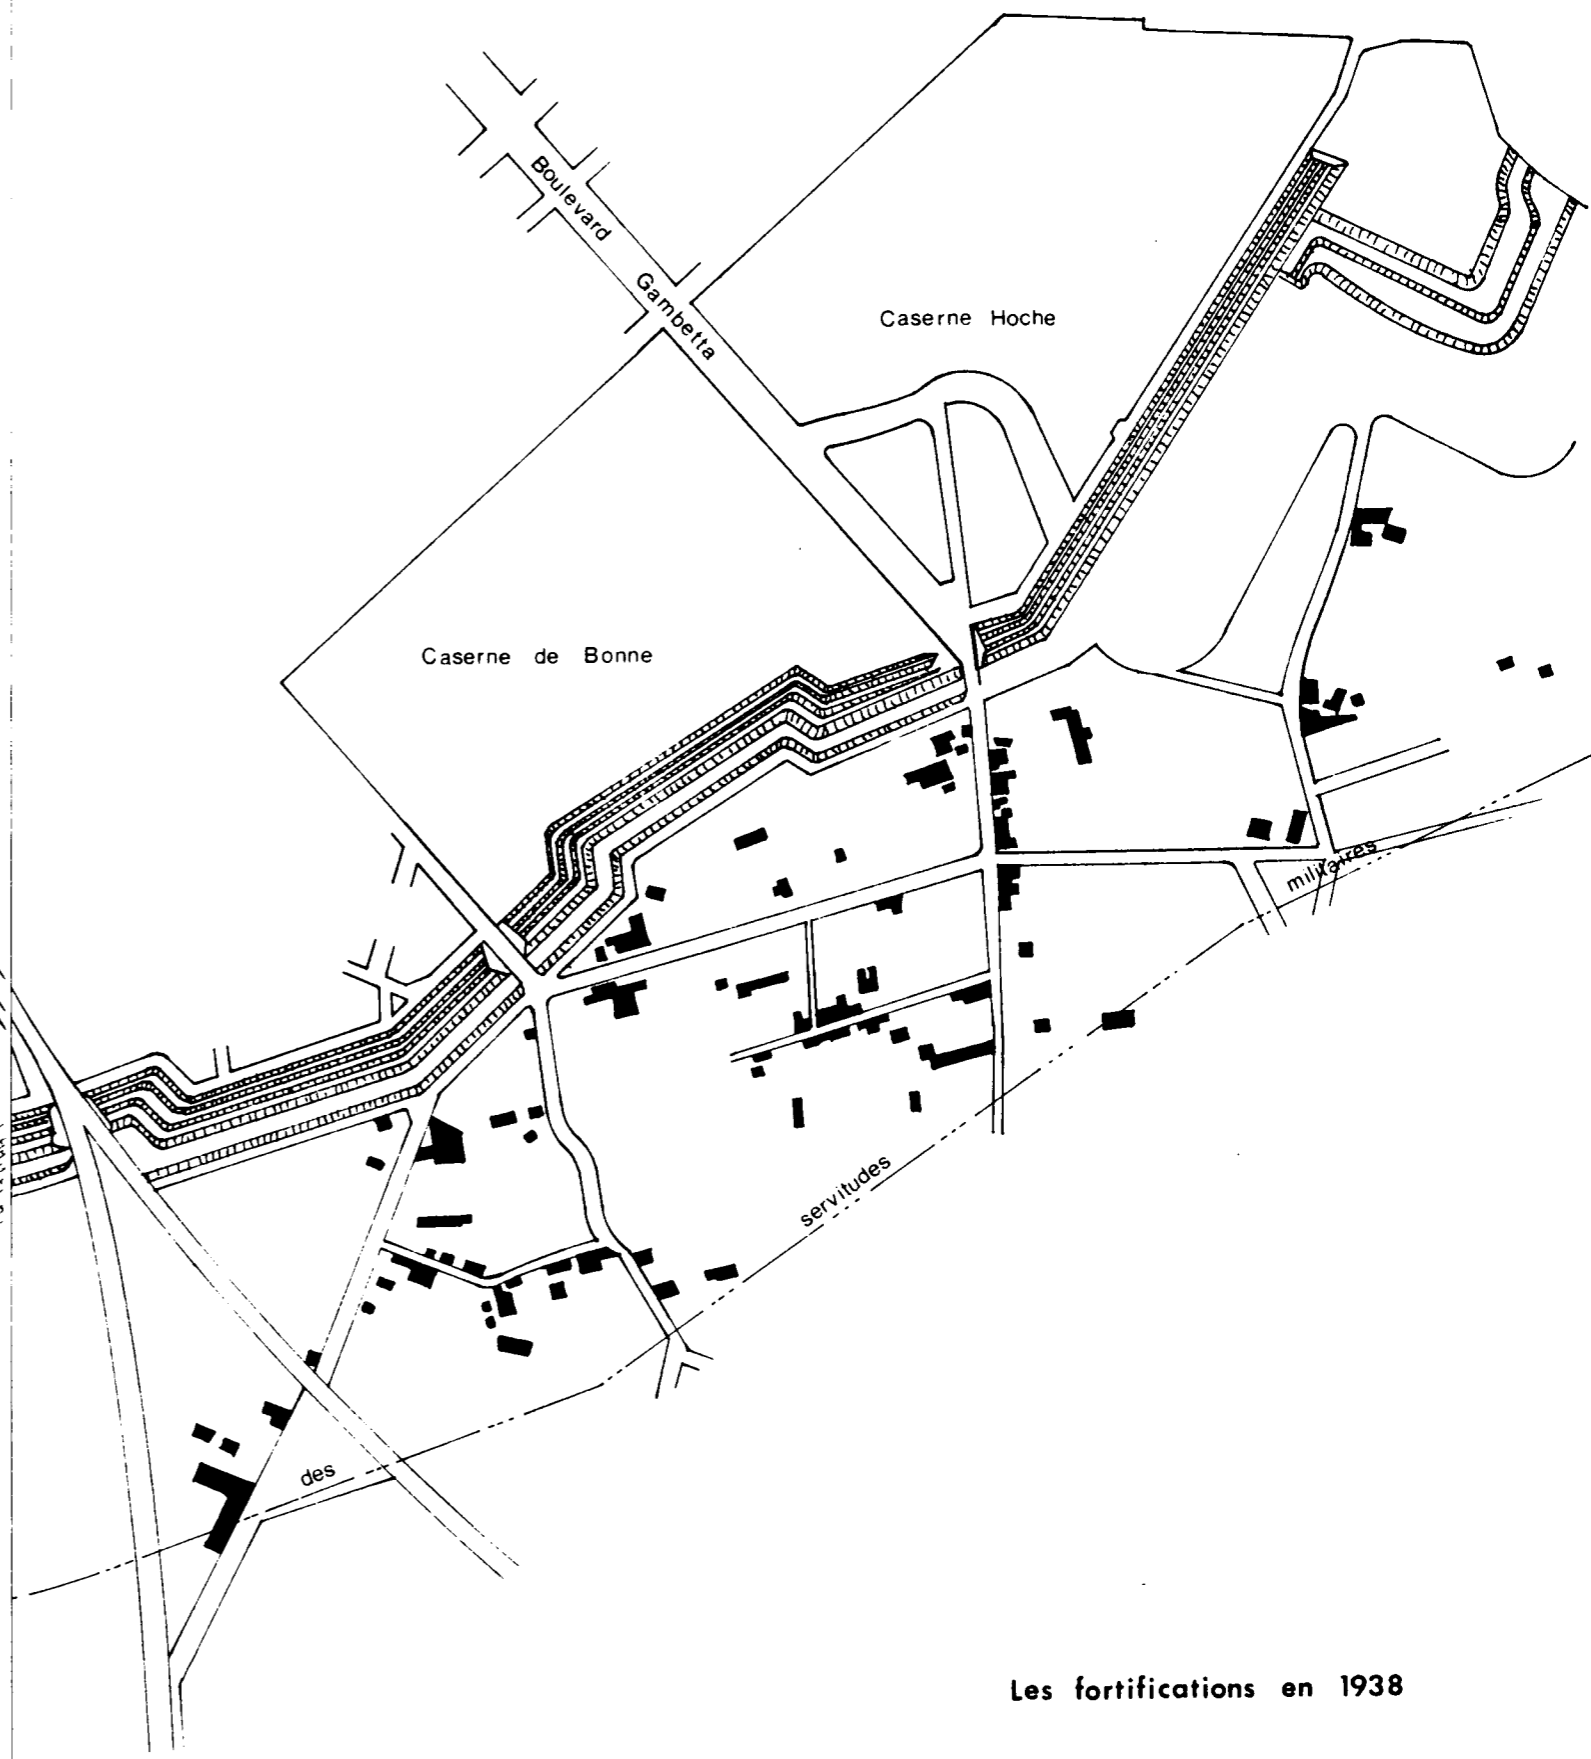 Boulevard Gambetta
Caserne Hoche
Caserne de Bonne
des servitudes militaires
Les fortifications en 1938